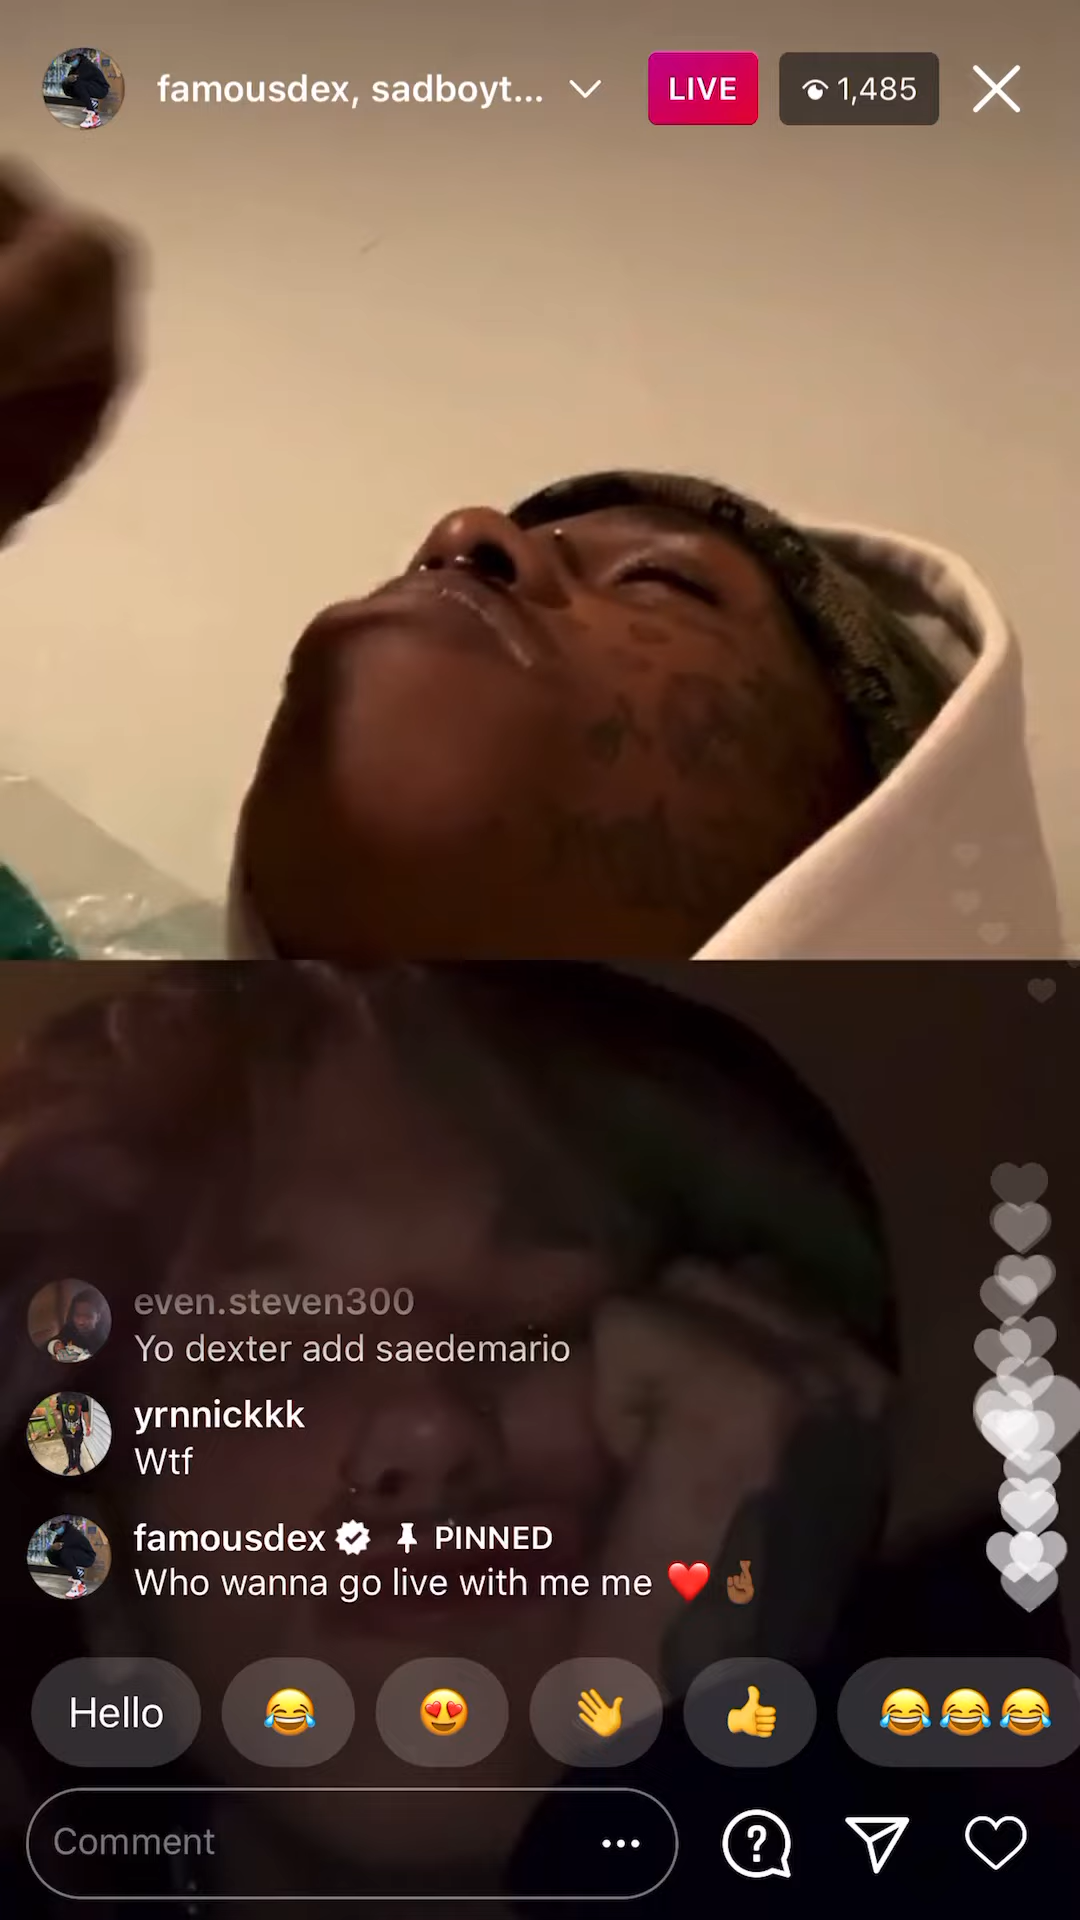 famousdex, sadboyt...
LIVE
1,485
even.steven300
Yo dexter add saedemario
yrnnickkk
Wtf
famousdex PINNED
Who wanna go live with me me ❤️ 🤞🏾
Hello 😂 😍 👋 👍 😂😂😂
Comment